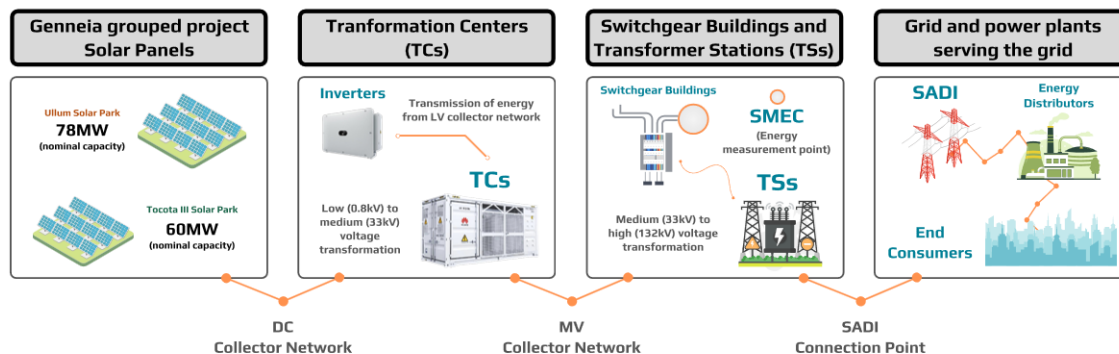 Genneia grouped project
Solar Panels
Tranformation Centers
(TCs)
Switchgear Buildings and
Transformer Stations (TSs)
Grid and power plants
serving the grid
Ullum Solar Park
78MW
(nominal capacity)
Tocota III Solar Park
60MW
(nominal capacity)
Inverters
Transmission of energy
from LV collector network
TCs
Low (0.8kV) to
medium (33kV)
voltage
transformation
Switchgear Buildings
SMEC
(Energy
measurement point)
TSs
Medium (33kV) to
high (132kV) voltage
transformation
SADI
Energy
Distributors
End
Consumers
DC
Collector Network
MV
Collector Network
SADI
Connection Point